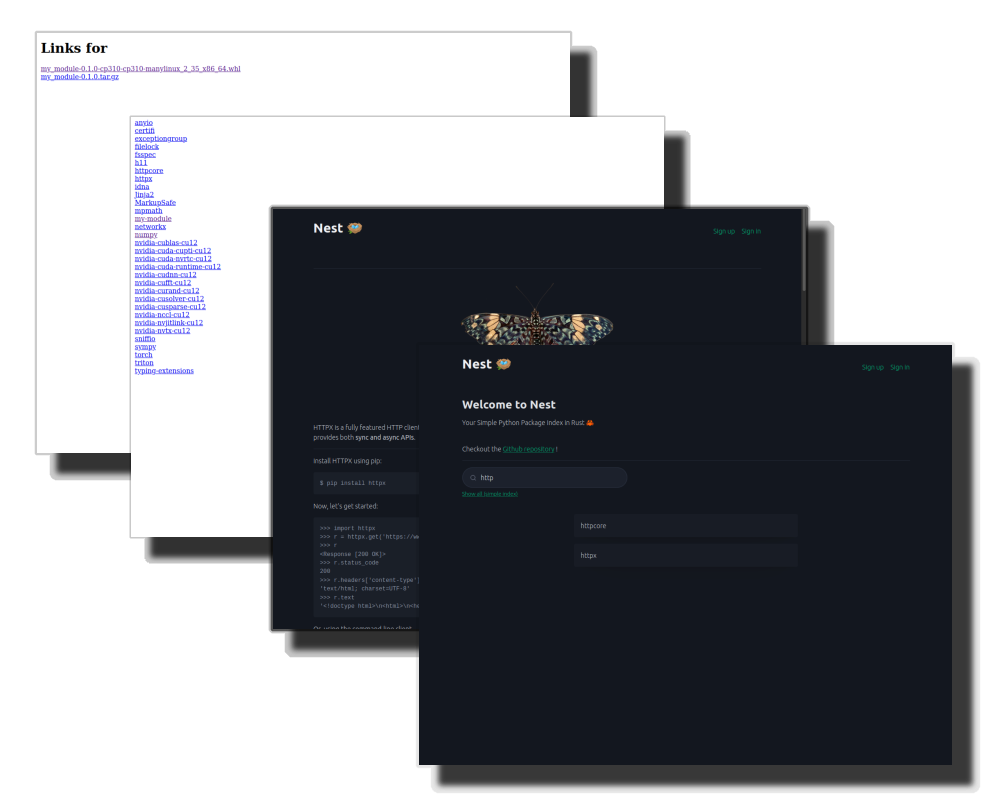 Links for
my_module-0.1.0-cp310-cp310-manylinux_2_35_x86_64.whl
my_module-0.1.0.tar.gz
anyio
certifi
exceptiongroup
filelock
fsspec
h11
httpcore
httpx
idna
Jinja2
MarkupSafe
mpmath
my-module
networkx
numpy
nvidia-cublas-cu12
nvidia-cuda-cupti-cu12
nvidia-cuda-nvrtc-cu12
nvidia-cuda-runtime-cu12
nvidia-cudnn-cu12
nvidia-cufft-cu12
nvidia-curand-cu12
nvidia-cusolver-cu12
nvidia-cusparse-cu12
nvidia-nccl-cu12
nvidia-nvjitlink-cu12
nvidia-nvtx-cu12
sniffio
sympy
torch
triton
typing-extensions
Nest
Sign up Sign in
HTTPX is a fully featured HTTP client
provides both sync and async APIs.
Install HTTPX using pip:
$ pip install httpx
Now, let's get started:
>>> import httpx
>>> r = httpx.get('https://ww
>>> r
<Response [200 OK]>
>>> r.status_code
200
>>> r.headers['content-type']
'text/html; charset=UTF-8'
>>> r.text
'<!doctype html>\n<html>\n<he
Or, using the command-line client.
Nest
Sign up Sign in
Welcome to Nest
Your Simple Python Package Index in Rust 🦀
Checkout the Github repository !
http
Show all (simple index)
httpcore
httpx